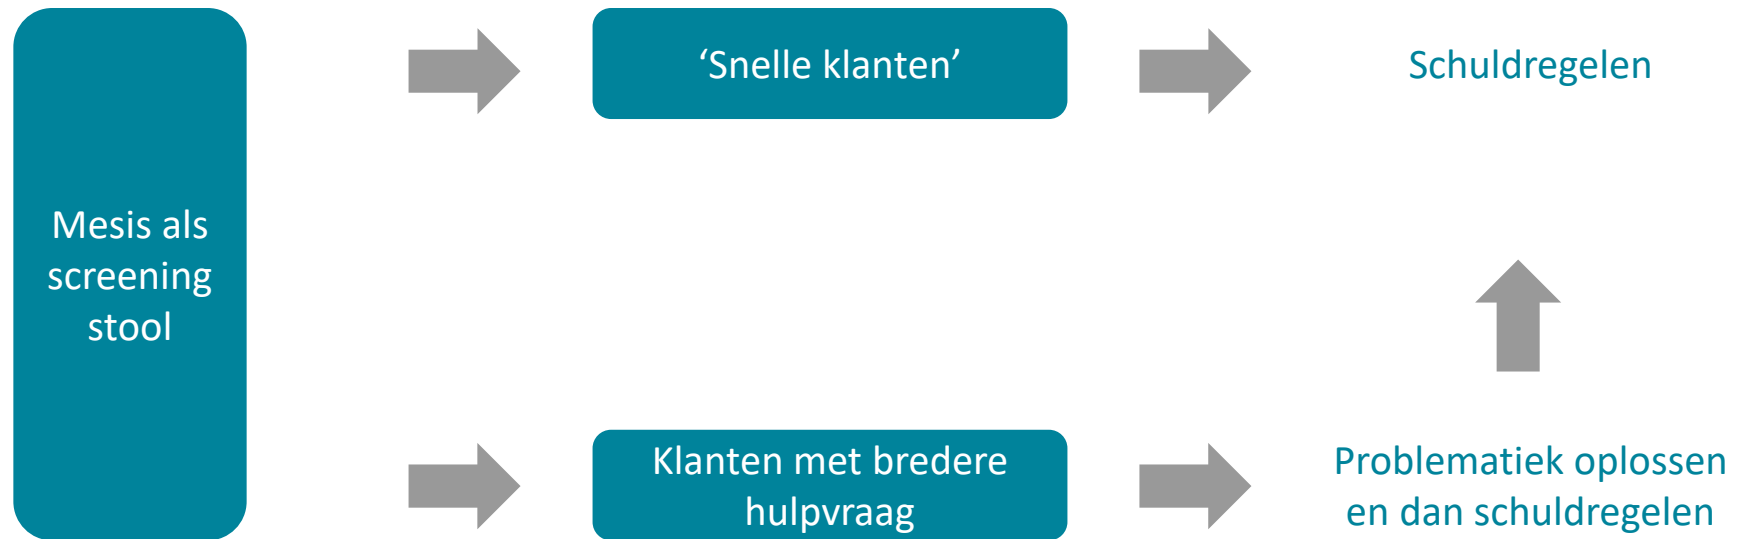 Mesis als
screening
stool
‘Snelle klanten’
Schuldregelen
Klanten met bredere
hulpvraag
Problematiek oplossen
en dan schuldregelen